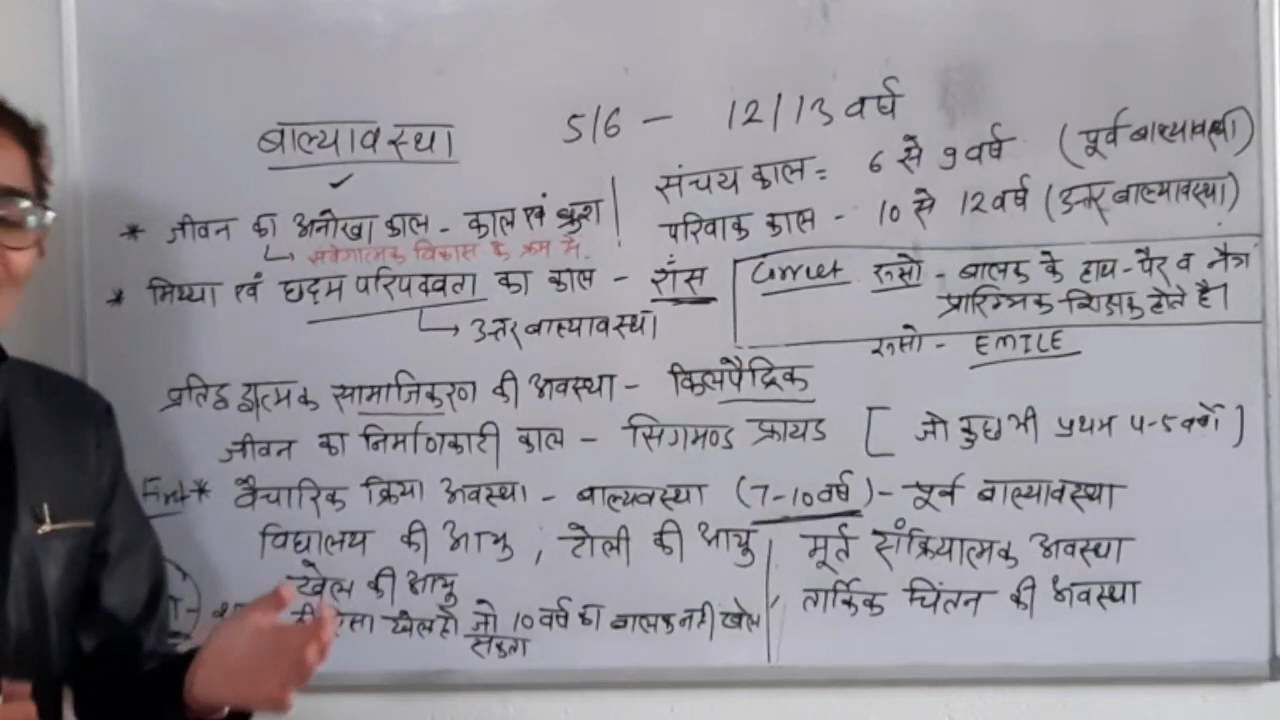 बाल्यावस्था 5/6 - 12/13 वर्ष
संचय काल = 6 से 9 वर्ष (पूर्व बाल्यावस्था)
परिवाक काल - 10 से 12 वर्ष (उत्तर बाल्यावस्था)
* जीवन का अनोखा काल - काल एवं ब्रुश
↳ संवेगात्मक विकास के क्रम में.
* मिथ्या एवं छद्दम परिपक्वता का काल - रॉस
↳ उत्तर बाल्यावस्था
रूसो - बालक के हाथ-पैर व नैत्र
प्रारम्भिक शिक्षक होते है।
रूसो - EMILE
प्रतिद्वंद्वात्मक सामाजिकरण की अवस्था - किलपैट्रिक
जीवन का निर्माणकारी काल - सिगमण्ड फ्रायड [जो कुछ भी प्रथम 4-5 वर्षो]
* वैचारिक क्रिया अवस्था - बाल्यवस्था (7-10 वर्ष) - पूर्व बाल्यावस्था
विद्यालय की आयु , टोली की आयु
खेल की आयु
खेल हो जो 10 वर्ष का बालक नही खेल
सकता
मूर्त संक्रियात्मक अवस्था
तार्किक चिंतन की अवस्था